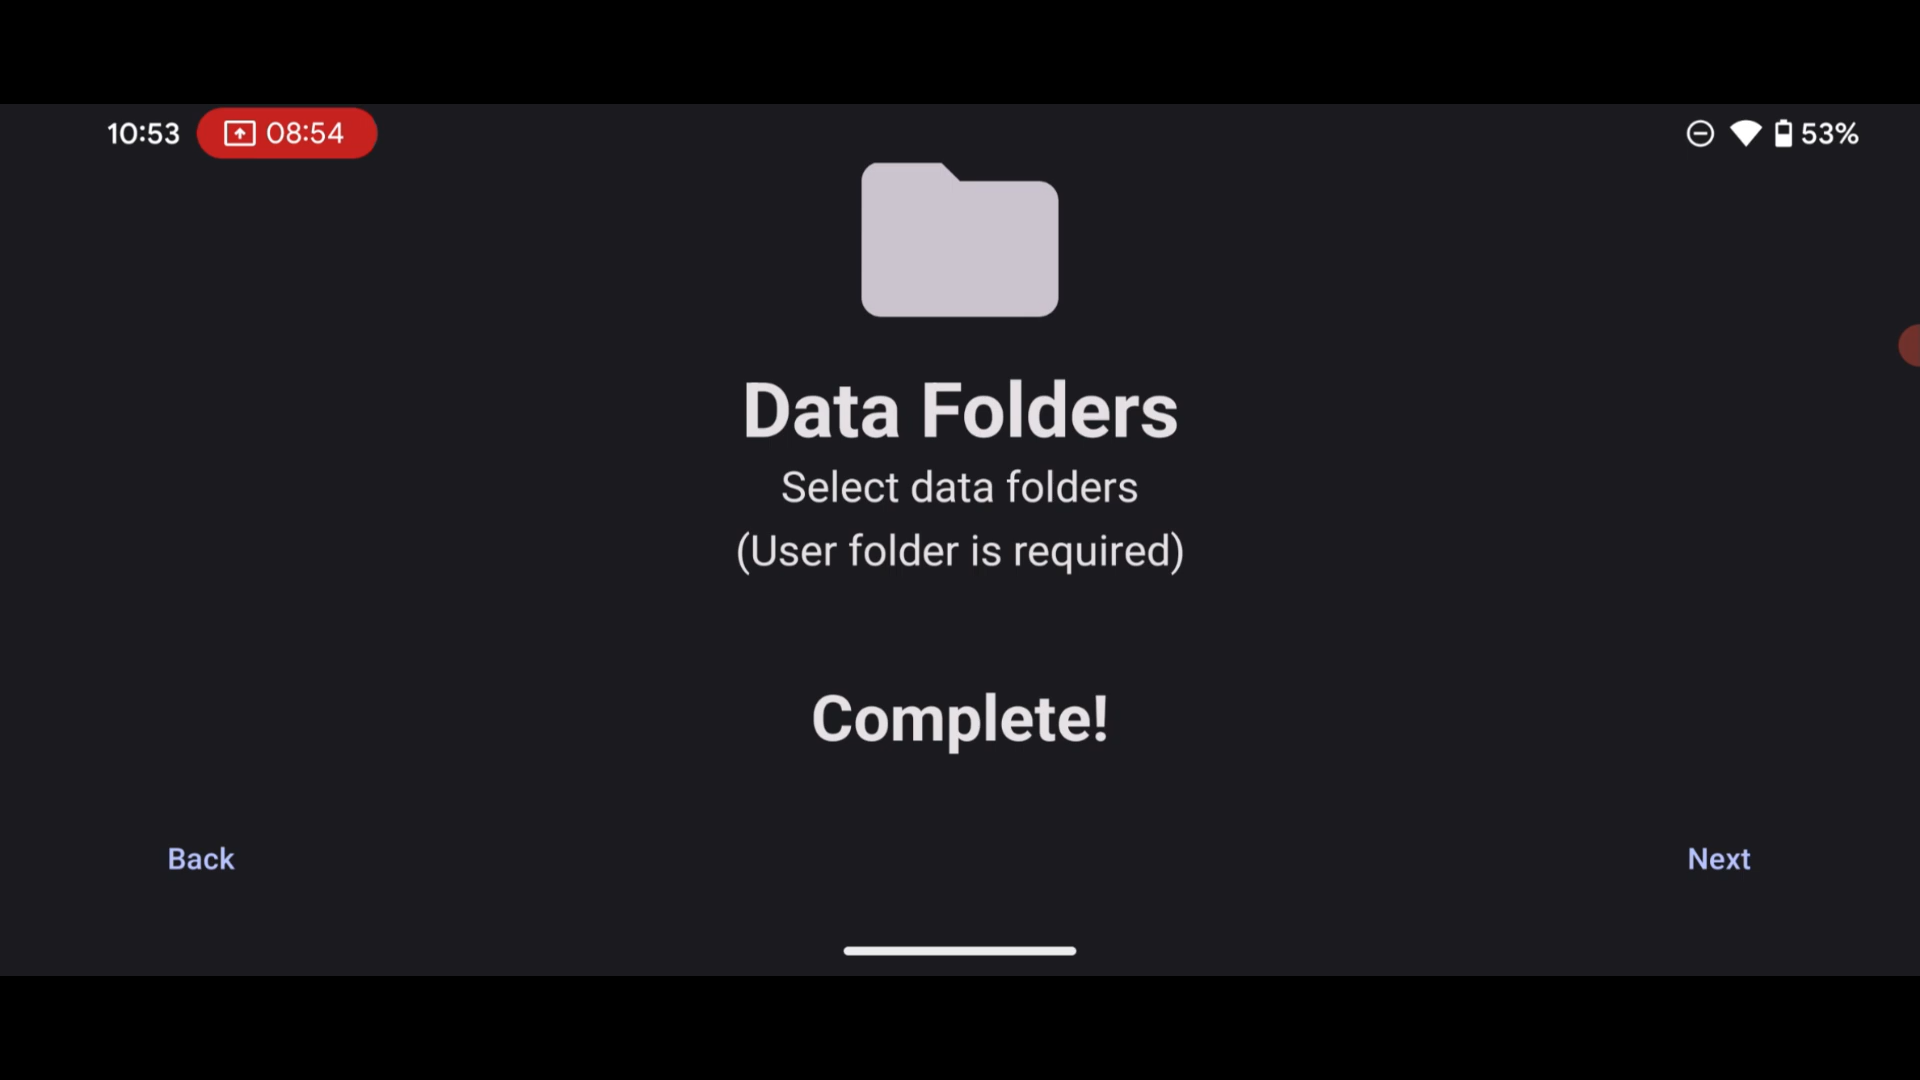 10:53 08:54 53%
Data Folders
Select data folders
(User folder is required)
Complete!
Back Next